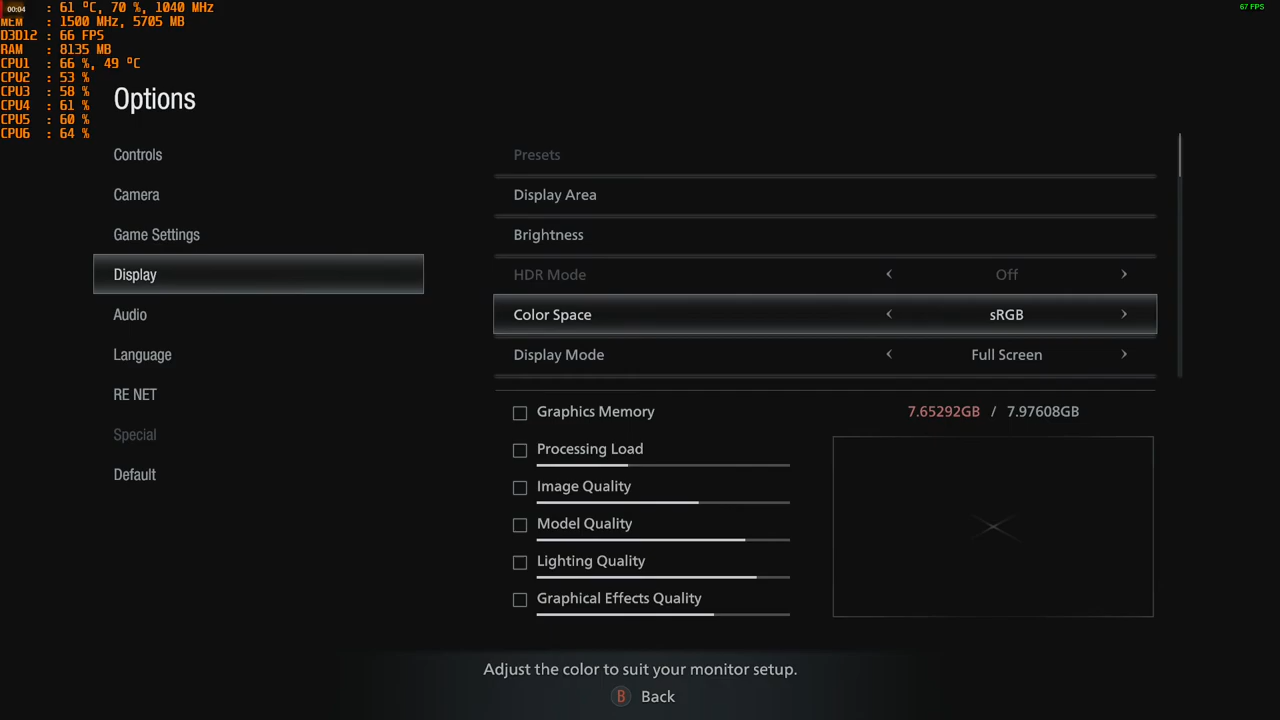 00:04 : 61 ºC, 70 %, 1040 MHz
MEM : 1500 MHz, 5705 MB
D3D12 : 66 FPS
RAM : 8135 MB
CPU1 : 66 %, 49 ºC
CPU2 : 53 %
CPU3 : 58 %
CPU4 : 61 %
CPU5 : 60 %
CPU6 : 64 %
67 FPS
Options
Controls
Camera
Game Settings
Display
Audio
Language
RE NET
Special
Default
Presets
Display Area
Brightness
HDR Mode < Off >
Color Space < sRGB >
Display Mode < Full Screen >
Graphics Memory 7.65292GB / 7.97608GB
Processing Load
Image Quality
Model Quality
Lighting Quality
Graphical Effects Quality
Adjust the color to suit your monitor setup.
B Back